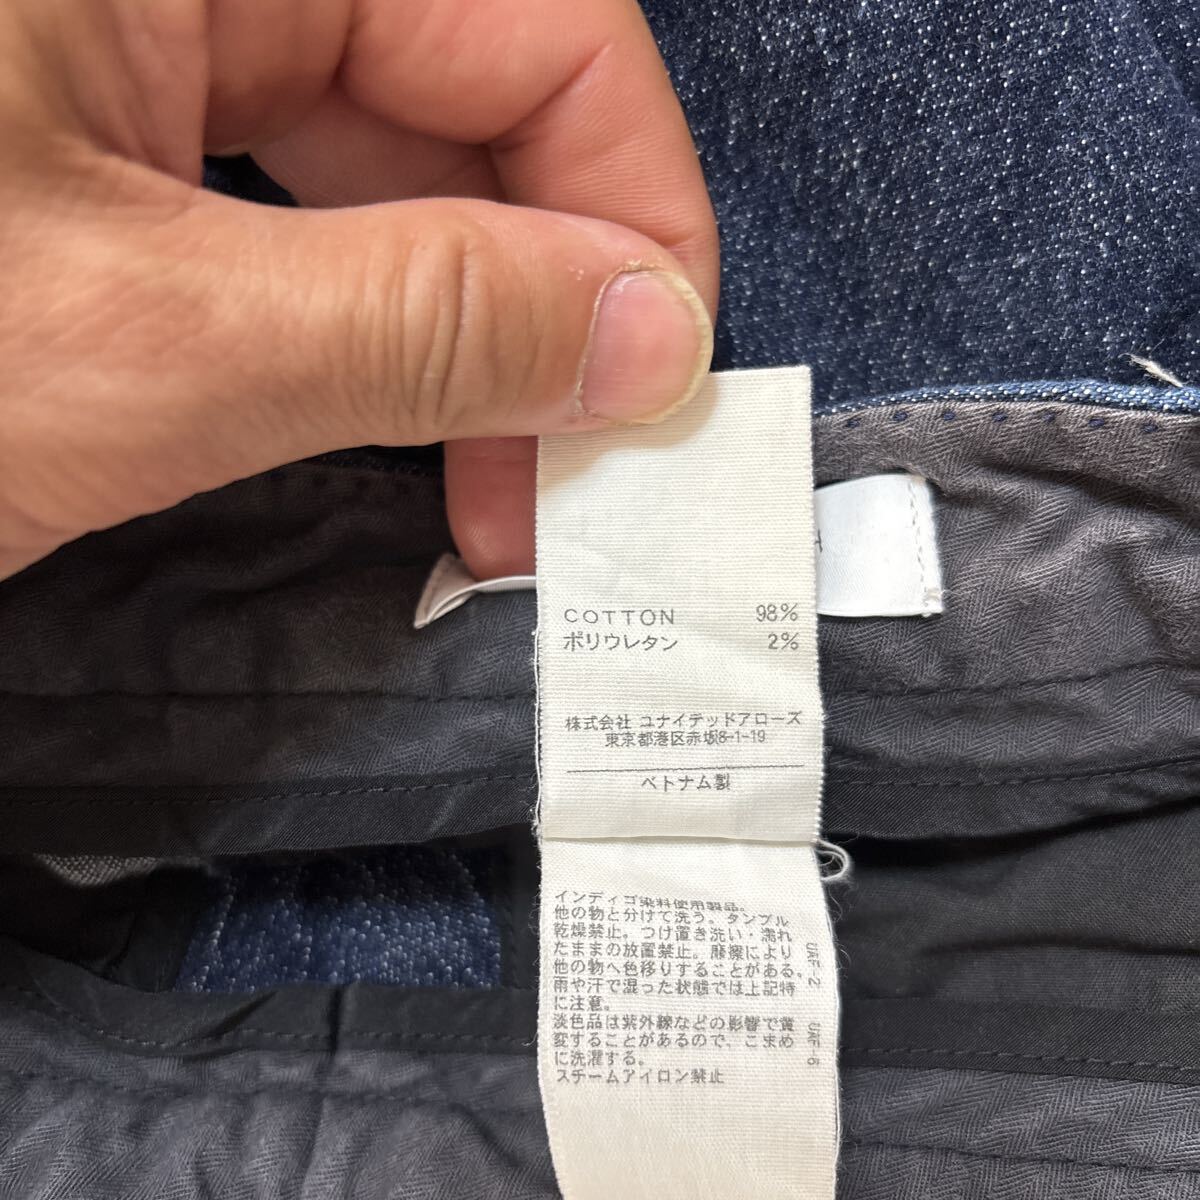 COTTON 98%
ポリウレタン 2%
株式会社 ユナイテッドアローズ
東京都港区赤坂8-1-19
ベトナム製
インディゴ染料使用製品。
他の物と分けて洗う。タンブル
乾燥禁止。つけ置き洗い・濡れ
たままの放置禁止。摩擦により
他の物へ色移りすることがある。
雨や汗で湿った状態では上記特
に注意。
淡色品は紫外線などの影響で黄
変することがあるので、こまめ
に洗濯する。
スチームアイロン禁止
UAF 2
UAF 6